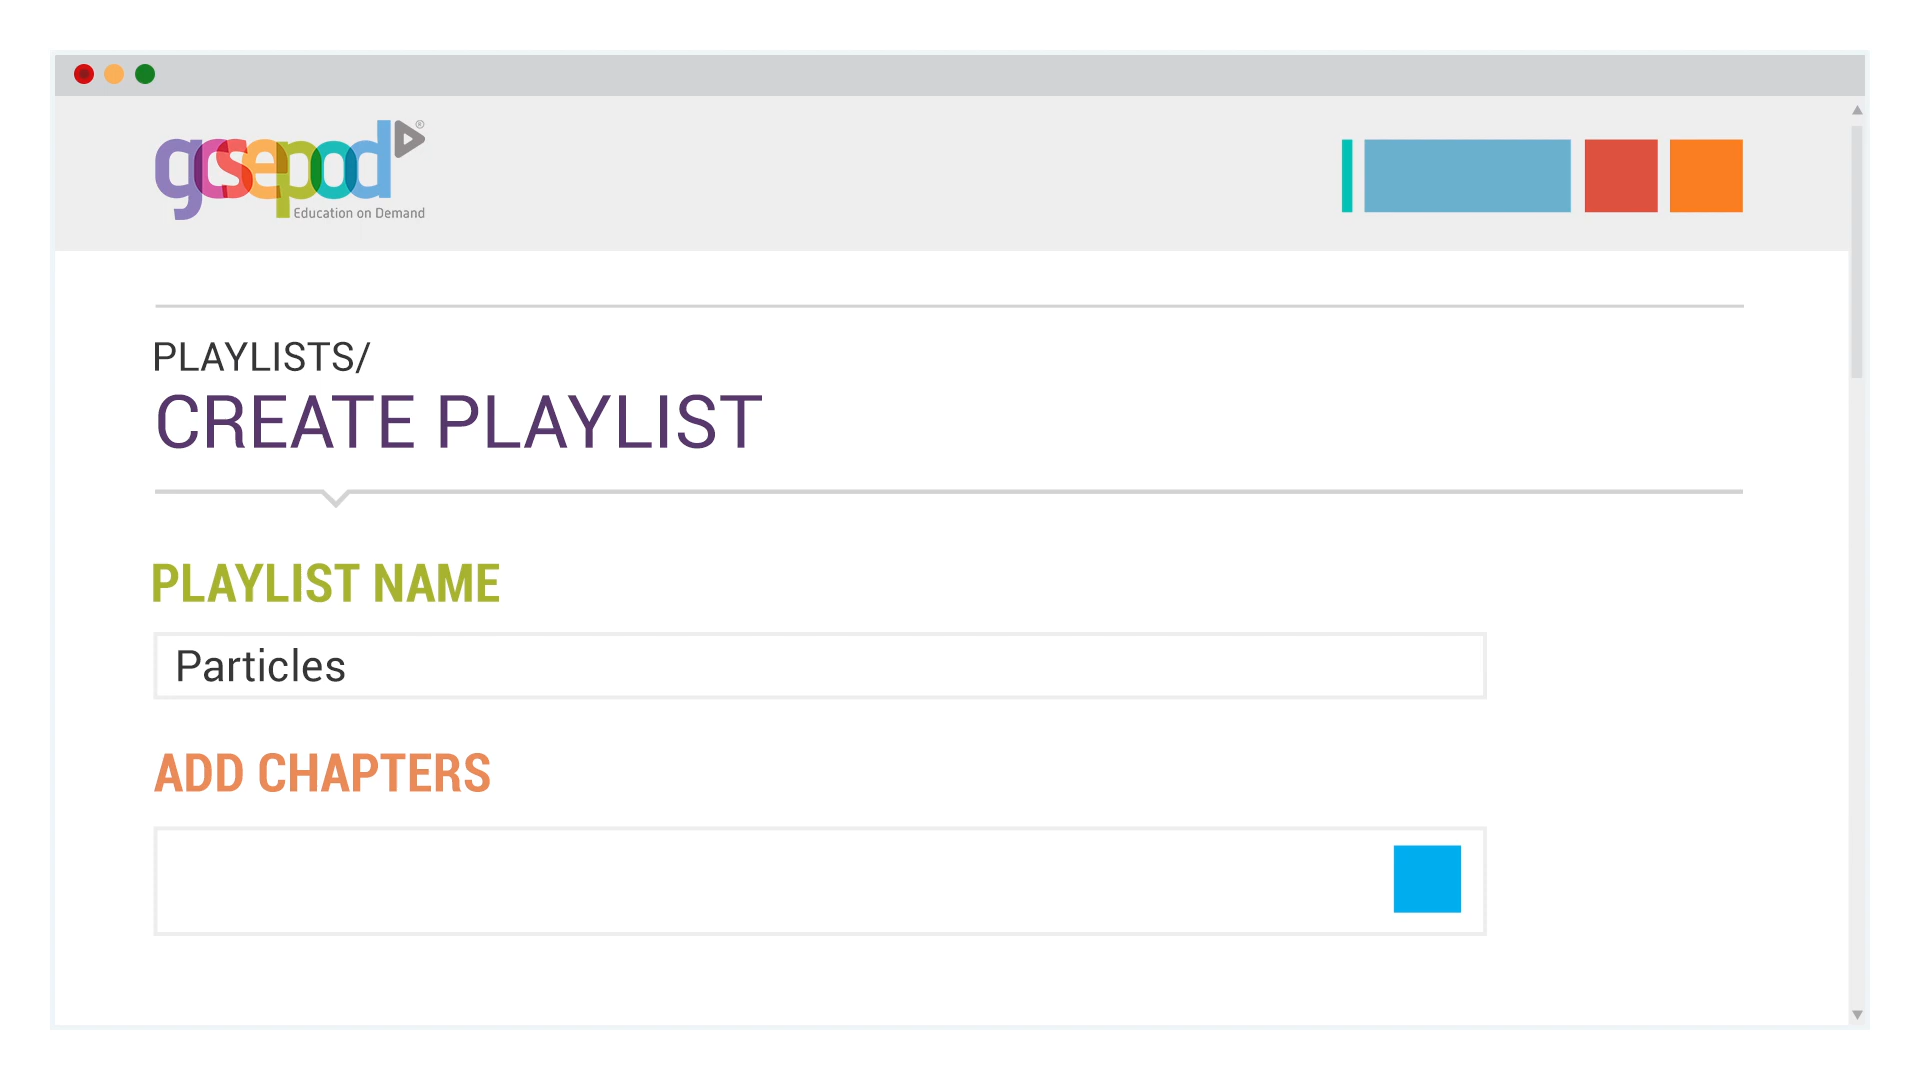 gcsepod®
Education on Demand
PLAYLISTS/
CREATE PLAYLIST
PLAYLIST NAME
Particles
ADD CHAPTERS